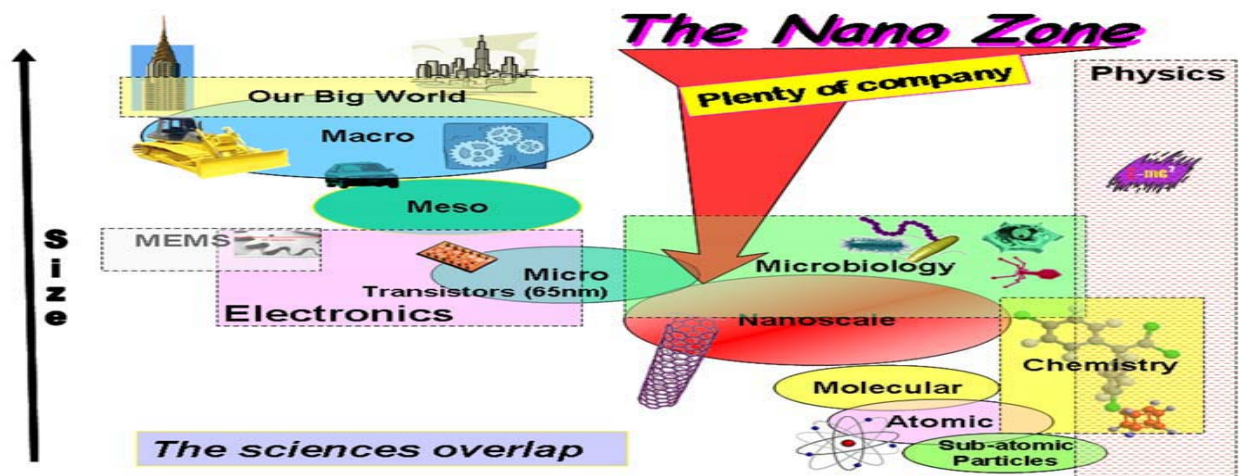 The Nano Zone
Plenty of company
Physics
Our Big World
Macro
Meso
Size
MEMS
Micro
Transistors (65nm)
Electronics
Microbiology
Nanoscale
Chemistry
Molecular
Atomic
Sub-atomic
Particles
The sciences overlap